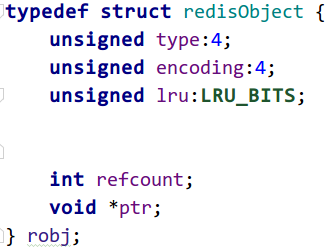 typedef struct redisObject {
    unsigned type:4;
    unsigned encoding:4;
    unsigned lru:LRU_BITS;
    int refcount;
    void *ptr;
} robj;